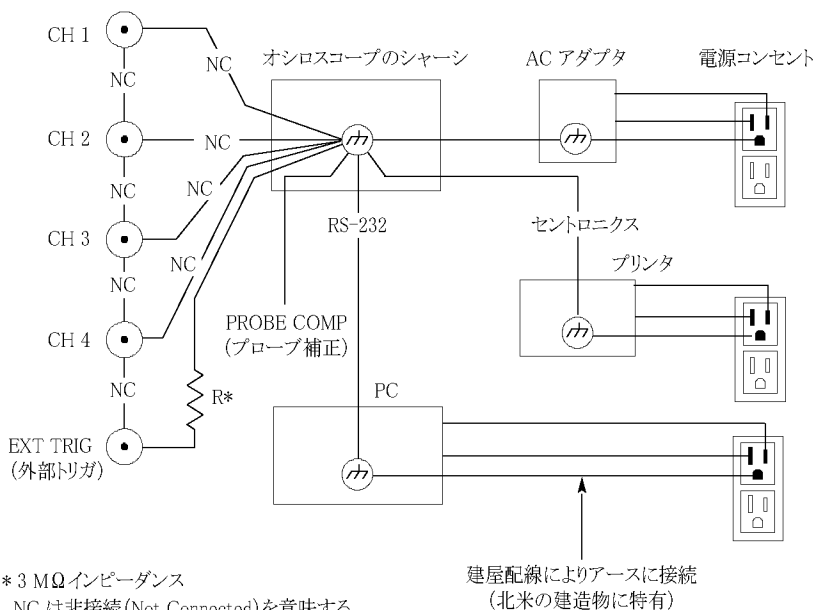 CH 1
NC
NC
オシロスコープのシャーシ
AC アダプタ
電源コンセント
CH 2
NC
NC
NC
RS-232
セントロニクス
CH 3
NC
NC
プリンタ
PROBE COMP
(プローブ補正)
CH 4
NC
R*
PC
EXT TRIG
(外部トリガ)
建屋配線によりアースに接続
(北米の建造物に特有)
* 3 MΩインピーダンス
NC は非接続(Not Connected)を意味する